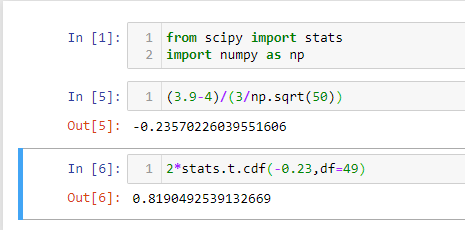 In [1]: 1 from scipy import stats
2 import numpy as np
In [5]: 1 (3.9-4)/(3/np.sqrt(50))
Out[5]: -0.23570226039551606
In [6]: 1 2*stats.t.cdf(-0.23,df=49)
Out[6]: 0.8190492539132669